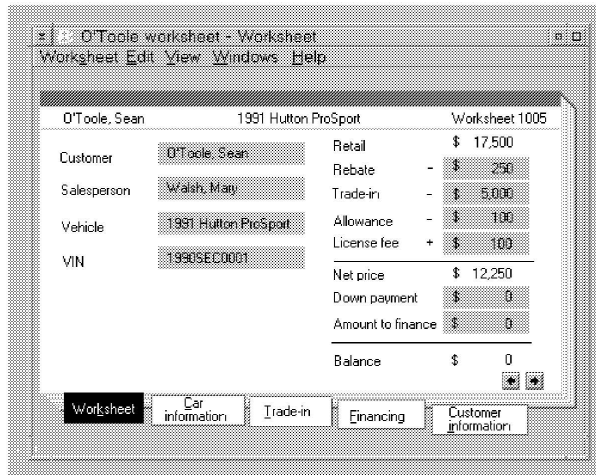 O'Toole worksheet - Worksheet
Worksheet Edit View Windows Help
O'Toole, Sean 1991 Hutton ProSport Worksheet 1005
Customer O'Toole, Sean
Salesperson Walsh, Mary
Vehicle 1991 Hutton ProSport
VIN 1990SEC0001
Retail $ 17,500
Rebate - $ 250
Trade-in - $ 5,000
Allowance - $ 100
License fee + $ 100
Net price $ 12,250
Down payment $ 0
Amount to finance $ 0
Balance $ 0
Worksheet
Car information
Trade-in
Financing
Customer information